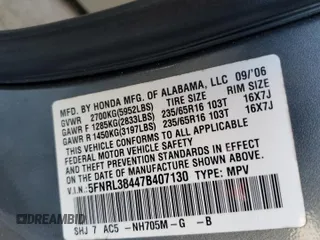 MFD. BY HONDA MFG. OF ALABAMA, LLC 09/'06
GVWR 2700KG(5952LBS) TIRE SIZE RIM SIZE
GAWR F 1285KG(2833LBS) 235/65R16 103T 16X7J
GAWR R 1450KG(3197LBS) 235/65R16 103T 16X7J
THIS VEHICLE CONFORMS TO ALL APPLICABLE
FEDERAL MOTOR VEHICLE SAFETY STANDARDS IN EFFECT
ON THE DATE OF MANUFACTURE SHOWN ABOVE.
V.I.N.: 5FNRL38447B407130 TYPE: MPV
SHJ 7 AC5 -NH705M-G -B
DREAMBID